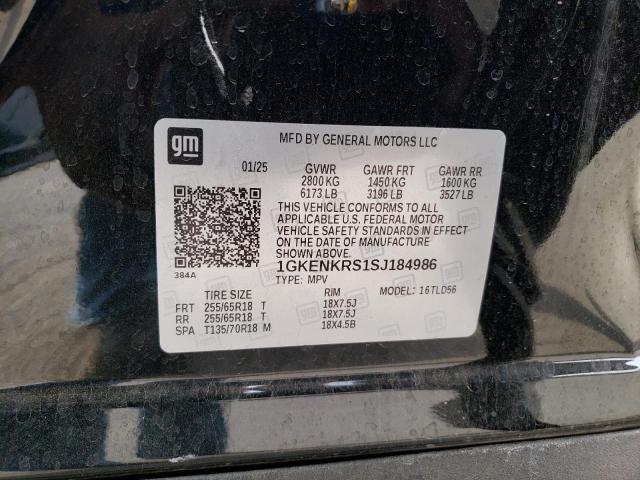 gm
MFD BY GENERAL MOTORS LLC
01/25 GVWR GAWR FRT GAWR RR
2800 KG 1450 KG 1600 KG
6173 LB 3196 LB 3527 LB
THIS VEHICLE CONFORMS TO ALL
APPLICABLE U.S. FEDERAL MOTOR
VEHICLE SAFETY STANDARDS IN EFFECT
ON THE DATE OF MANUFACTURE
SHOWN ABOVE.
384A
1GKENKRS1SJ184986
TYPE: MPV MODEL: 16TLD56
TIRE SIZE RIM
FRT 255/65R18 T 18X7.5J
RR 255/65R18 T 18X7.5J
SPA T135/70R18 M 18X4.5B